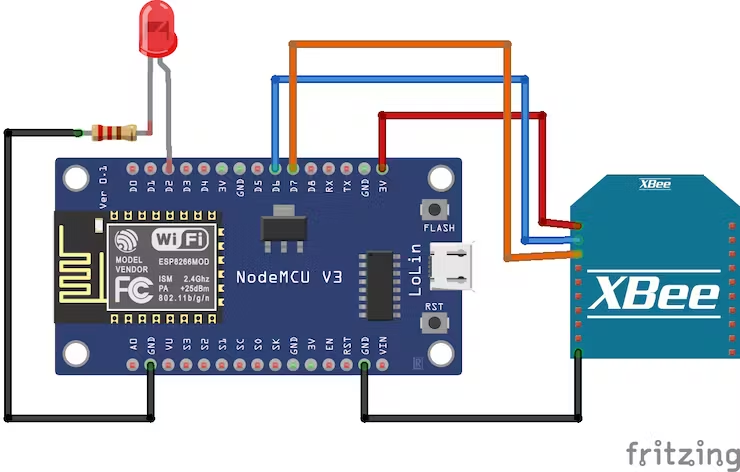 D0 D1 D2 D3 D4 3V GND D5 D6 D7 D8 RX TX GND 3V
Ver 0.1
FLASH
XBee
WiFi
MODEL
VENDOR
ESP8266MOD
FC
ISM 2.4Ghz
PA +25dBm
802.11b/g/n
NodeMCU V3
LoLin
XBee
RST
A0 GND VU S3 S2 S1 SC SO SK GND 3V EN RST GND VIN
fritzing